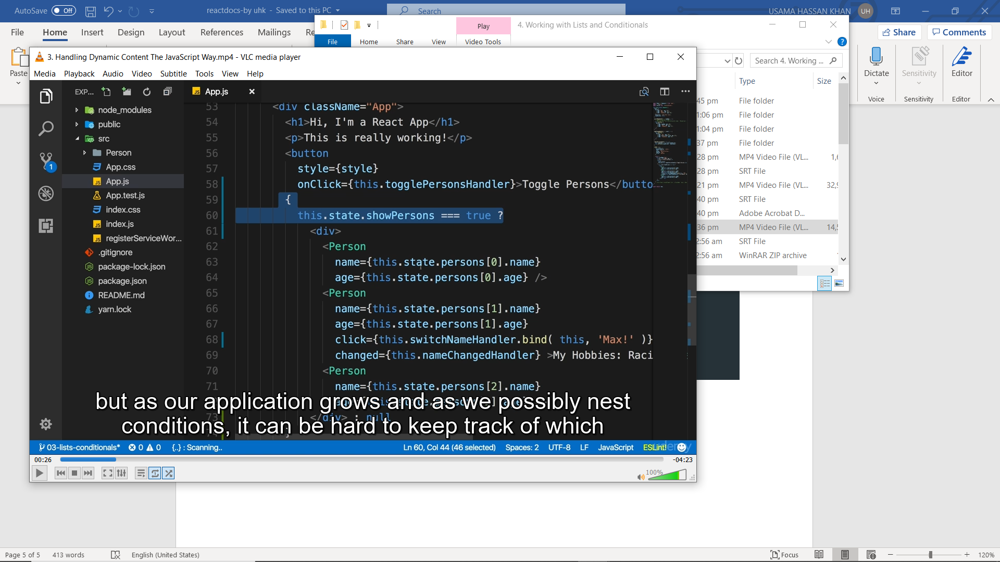 AutoSave Off
reactdocs-by uhk - Saved to this PC
Search
USAMA HASSAN KHAN UH
File Home Insert Design Layout References Mailings
Share Comments
Paste
Dictate
Sensitivity
Editor
Voice Sensitivity Editor
Play
4. Working with Lists and Conditionals
File Home Share View Video Tools
Search 4. Working ...
Type Size
45 pm File folder
1:06 pm File folder
1:04 pm File folder
37 pm File folder
28 pm MP4 Video File (VL...
28 pm SRT File
21 pm MP4 Video File (VL...
40 pm SRT File
40 pm Adobe Acrobat D...
36 pm MP4 Video File (VL...
2:56 am SRT File
2:56 am WinRAR ZIP archive
3. Handling Dynamic Content The JavaScript Way.mp4 - VLC media player
Media Playback Audio Video Subtitle Tools View Help
EXP...
node_modules
public
src
Person
App.css
App.js
App.test.js
index.css
index.js
registerServiceWor...
.gitignore
package-lock.json
package.json
README.md
yarn.lock
1
App.js
53 <div className="App">
54 <h1>Hi, I'm a React App</h1>
55 <p>This is really working!</p>
56 <button
57 style={style}
58 onClick={this.togglePersonsHandler}>Toggle Persons</butto
59 {
60 this.state.showPersons === true ?
61 <div>
62 <Person
63 name={this.state.persons[0].name}
64 age={this.state.persons[0].age} />
65 <Person
66 name={this.state.persons[1].name}
67 age={this.state.persons[1].age}
68 click={this.switchNameHandler.bind( this, 'Max!' )}
69 changed={this.nameChangedHandler} >My Hobbies: Raci
70 <Person
71 name={this.state.persons[2].name}
73 </div> : null
but as our application grows and as we possibly nest
conditions, it can be hard to keep track of which
03-lists-conditionals* 0 0 {..} : Scanning..
Ln 60, Col 44 (46 selected) Spaces: 2 UTF-8 LF JavaScript ESLint!
udemy
00:26 -04:23
100%
Page 5 of 5 413 words English (United States)
Focus
120%